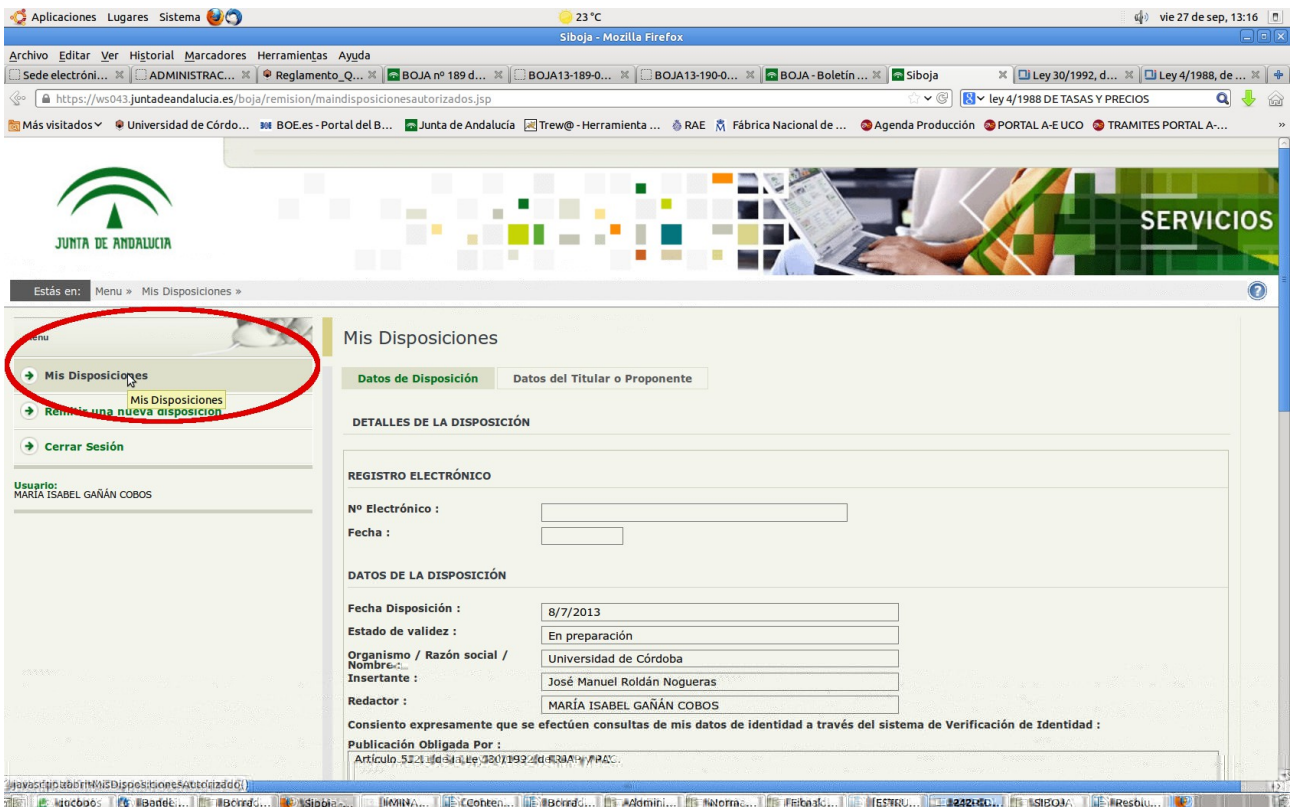 Aplicaciones Lugares Sistema 23 °C vie 27 de sep, 13:16
Siboja - Mozilla Firefox
Archivo Editar Ver Historial Marcadores Herramientas Ayuda
Sede electróni... ADMINISTRAC... Reglamento_Q... BOJA nº 189 d... BOJA13-189-0... BOJA13-190-0... BOJA - Boletín ... Siboja Ley 30/1992, d... Ley 4/1988, de ...
https://ws043.juntadeandalucia.es/boja/remision/maindisposicionesautorizados.jsp ley 4/1988 DE TASAS Y PRECIOS
Más visitados Universidad de Córdo... BOE.es - Portal del B... Junta de Andalucía Trew@ - Herramienta ... RAE Fábrica Nacional de ... Agenda Producción PORTAL A-E UCO TRAMITES PORTAL A-... »
JUNTA DE ANDALUCIA
SERVICIOS
Estás en: Menu » Mis Disposiciones »
Menu
Mis Disposiciones
Mis Disposiciones
Remitir una nueva disposición
Cerrar Sesión
Usuario:
MARÍA ISABEL GAÑÁN COBOS
Mis Disposiciones
Datos de Disposición Datos del Titular o Proponente
DETALLES DE LA DISPOSICIÓN
REGISTRO ELECTRÓNICO
Nº Electrónico :
Fecha :
DATOS DE LA DISPOSICIÓN
Fecha Disposición : 8/7/2013
Estado de validez : En preparación
Organismo / Razón social /
Nombre : Universidad de Córdoba
Insertante : José Manuel Roldán Nogueras
Redactor : MARÍA ISABEL GAÑÁN COBOS
Consiento expresamente que se efectúen consultas de mis datos de identidad a través del sistema de Verificación de Identidad :
Publicación Obligada Por :
Artículo